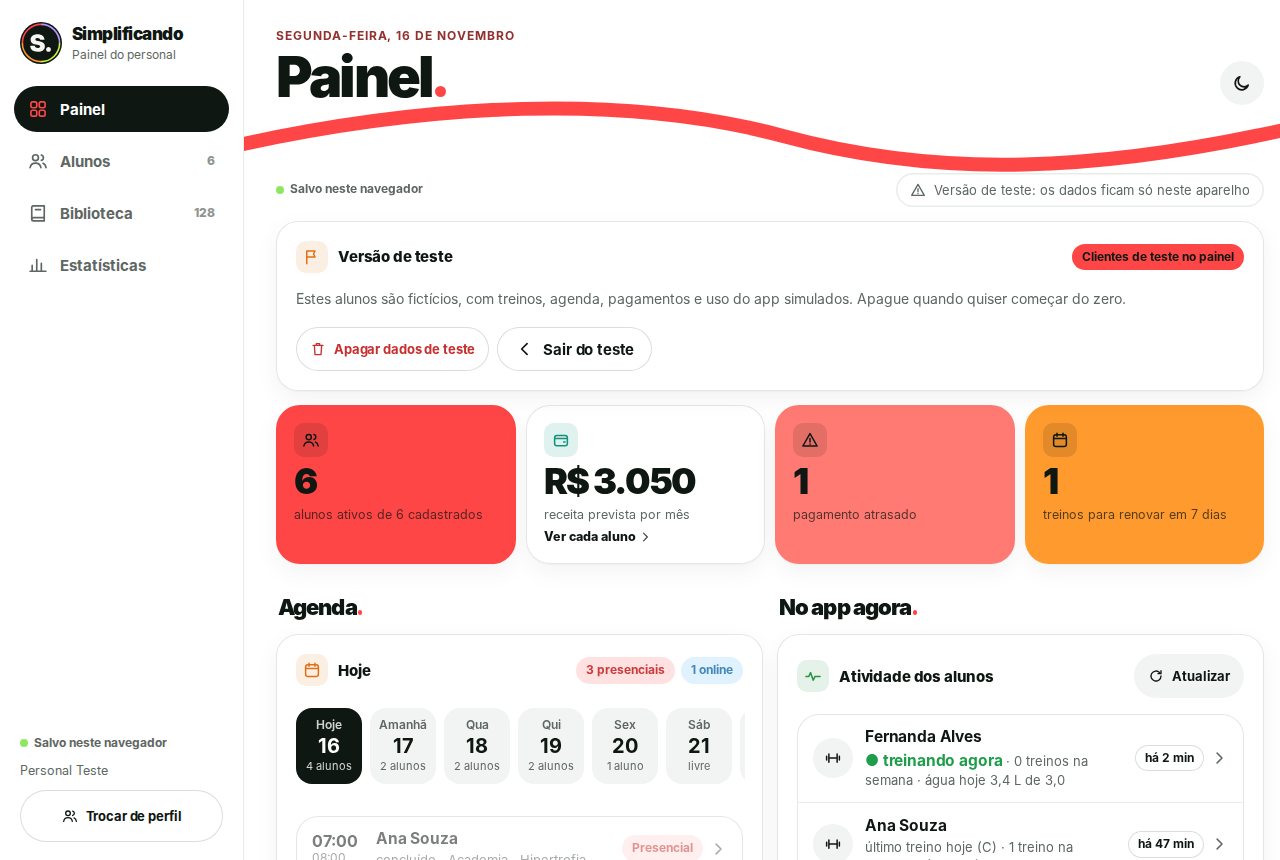 S.
Simplificando
Painel do personal
Painel
Alunos 6
Biblioteca 128
Estatísticas
Salvo neste navegador
Personal Teste
Trocar de perfil
SEGUNDA-FEIRA, 16 DE NOVEMBRO
Painel.
Salvo neste navegador
Versão de teste: os dados ficam só neste aparelho
Versão de teste
Clientes de teste no painel
Estes alunos são fictícios, com treinos, agenda, pagamentos e uso do app simulados. Apague quando quiser começar do zero.
Apagar dados de teste
Sair do teste
6
alunos ativos de 6 cadastrados
R$ 3.050
receita prevista por mês
Ver cada aluno
1
pagamento atrasado
1
treinos para renovar em 7 dias
Agenda.
Hoje
3 presenciais
1 online
Hoje
16
4 alunos
Amanhã
17
2 alunos
Qua
18
2 alunos
Qui
19
2 alunos
Sex
20
1 aluno
Sáb
21
livre
07:00
08:00
Ana Souza
concluído · Academia · Hipertrofia
Presencial
No app agora.
Atividade dos alunos
Atualizar
Fernanda Alves
treinando agora · 0 treinos na
semana · água hoje 3,4 L de 3,0
há 2 min
Ana Souza
último treino hoje (C) · 1 treino na
há 47 min